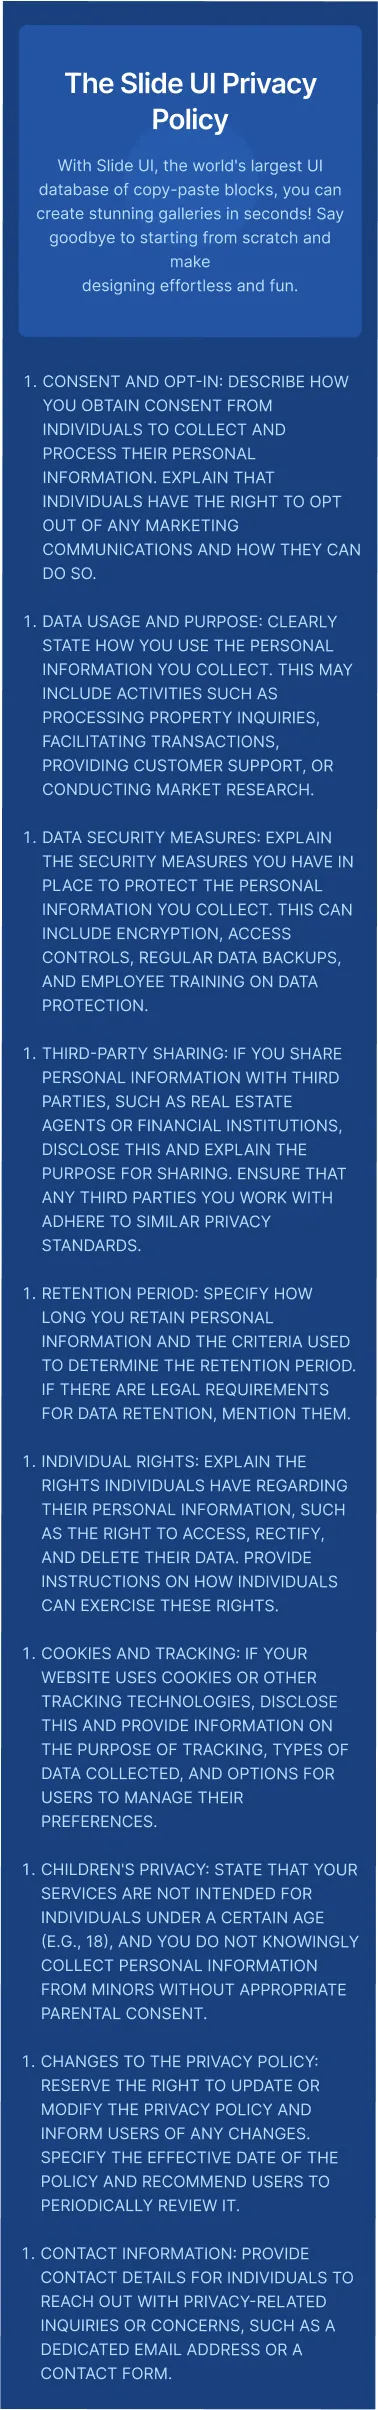 The Slide UI Privacy
Policy
With Slide UI, the world's largest UI
database of copy-paste blocks, you can
create stunning galleries in seconds! Say
goodbye to starting from scratch and
make
designing effortless and fun.
1. CONSENT AND OPT-IN: DESCRIBE HOW
YOU OBTAIN CONSENT FROM
INDIVIDUALS TO COLLECT AND
PROCESS THEIR PERSONAL
INFORMATION. EXPLAIN THAT
INDIVIDUALS HAVE THE RIGHT TO OPT
OUT OF ANY MARKETING
COMMUNICATIONS AND HOW THEY CAN
DO SO.
1. DATA USAGE AND PURPOSE: CLEARLY
STATE HOW YOU USE THE PERSONAL
INFORMATION YOU COLLECT. THIS MAY
INCLUDE ACTIVITIES SUCH AS
PROCESSING PROPERTY INQUIRIES,
FACILITATING TRANSACTIONS,
PROVIDING CUSTOMER SUPPORT, OR
CONDUCTING MARKET RESEARCH.
1. DATA SECURITY MEASURES: EXPLAIN
THE SECURITY MEASURES YOU HAVE IN
PLACE TO PROTECT THE PERSONAL
INFORMATION YOU COLLECT. THIS CAN
INCLUDE ENCRYPTION, ACCESS
CONTROLS, REGULAR DATA BACKUPS,
AND EMPLOYEE TRAINING ON DATA
PROTECTION.
1. THIRD-PARTY SHARING: IF YOU SHARE
PERSONAL INFORMATION WITH THIRD
PARTIES, SUCH AS REAL ESTATE
AGENTS OR FINANCIAL INSTITUTIONS,
DISCLOSE THIS AND EXPLAIN THE
PURPOSE FOR SHARING. ENSURE THAT
ANY THIRD PARTIES YOU WORK WITH
ADHERE TO SIMILAR PRIVACY
STANDARDS.
1. RETENTION PERIOD: SPECIFY HOW
LONG YOU RETAIN PERSONAL
INFORMATION AND THE CRITERIA USED
TO DETERMINE THE RETENTION PERIOD.
IF THERE ARE LEGAL REQUIREMENTS
FOR DATA RETENTION, MENTION THEM.
1. INDIVIDUAL RIGHTS: EXPLAIN THE
RIGHTS INDIVIDUALS HAVE REGARDING
THEIR PERSONAL INFORMATION, SUCH
AS THE RIGHT TO ACCESS, RECTIFY,
AND DELETE THEIR DATA. PROVIDE
INSTRUCTIONS ON HOW INDIVIDUALS
CAN EXERCISE THESE RIGHTS.
1. COOKIES AND TRACKING: IF YOUR
WEBSITE USES COOKIES OR OTHER
TRACKING TECHNOLOGIES, DISCLOSE
THIS AND PROVIDE INFORMATION ON
THE PURPOSE OF TRACKING, TYPES OF
DATA COLLECTED, AND OPTIONS FOR
USERS TO MANAGE THEIR
PREFERENCES.
1. CHILDREN'S PRIVACY: STATE THAT YOUR
SERVICES ARE NOT INTENDED FOR
INDIVIDUALS UNDER A CERTAIN AGE
(E.G., 18), AND YOU DO NOT KNOWINGLY
COLLECT PERSONAL INFORMATION
FROM MINORS WITHOUT APPROPRIATE
PARENTAL CONSENT.
1. CHANGES TO THE PRIVACY POLICY:
RESERVE THE RIGHT TO UPDATE OR
MODIFY THE PRIVACY POLICY AND
INFORM USERS OF ANY CHANGES.
SPECIFY THE EFFECTIVE DATE OF THE
POLICY AND RECOMMEND USERS TO
PERIODICALLY REVIEW IT.
1. CONTACT INFORMATION: PROVIDE
CONTACT DETAILS FOR INDIVIDUALS TO
REACH OUT WITH PRIVACY-RELATED
INQUIRIES OR CONCERNS, SUCH AS A
DEDICATED EMAIL ADDRESS OR A
CONTACT FORM.